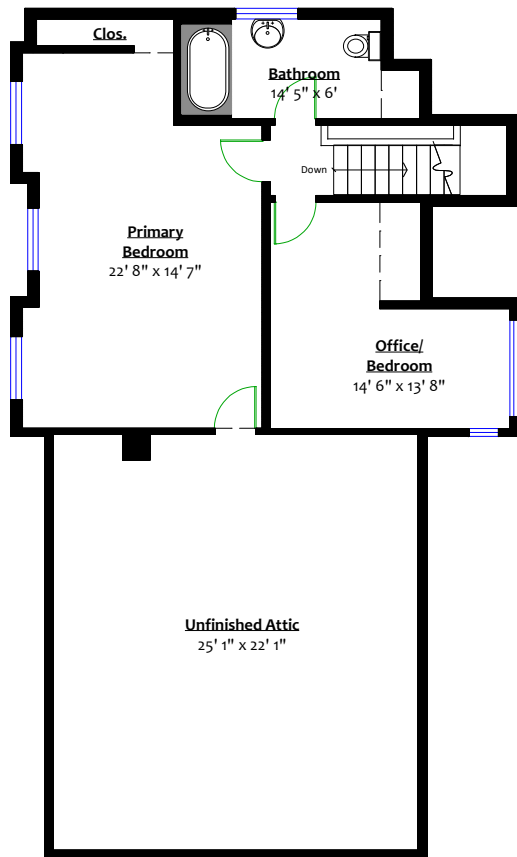 Clos.
Bathroom
14' 5" x 6'
Down
Primary
Bedroom
22' 8" x 14' 7"
Office/
Bedroom
14' 6" x 13' 8"
Unfinished Attic
25' 1" x 22' 1"